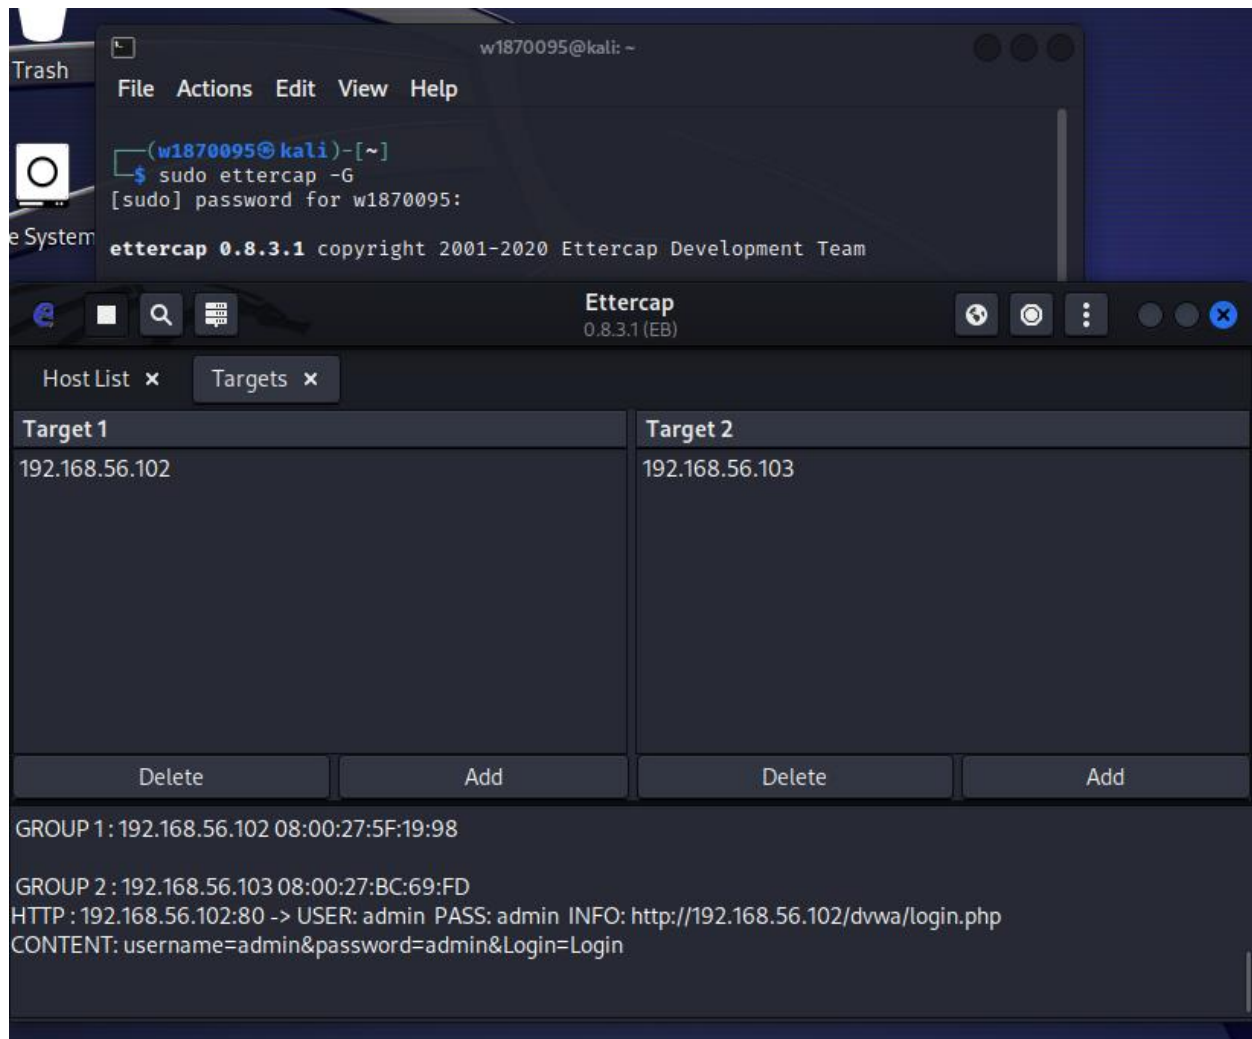 Trash
w1870095@kali: ~
File Actions Edit View Help
(w1870095㉿kali)-[~]
$ sudo ettercap -G
[sudo] password for w1870095:
e System
ettercap 0.8.3.1 copyright 2001-2020 Ettercap Development Team
Ettercap
0.8.3.1 (EB)
Host List × Targets ×
Target 1 Target 2
192.168.56.102 192.168.56.103
Delete Add Delete Add
GROUP 1 : 192.168.56.102 08:00:27:5F:19:98
GROUP 2 : 192.168.56.103 08:00:27:BC:69:FD
HTTP : 192.168.56.102:80 -> USER: admin PASS: admin INFO: http://192.168.56.102/dvwa/login.php
CONTENT: username=admin&password=admin&Login=Login